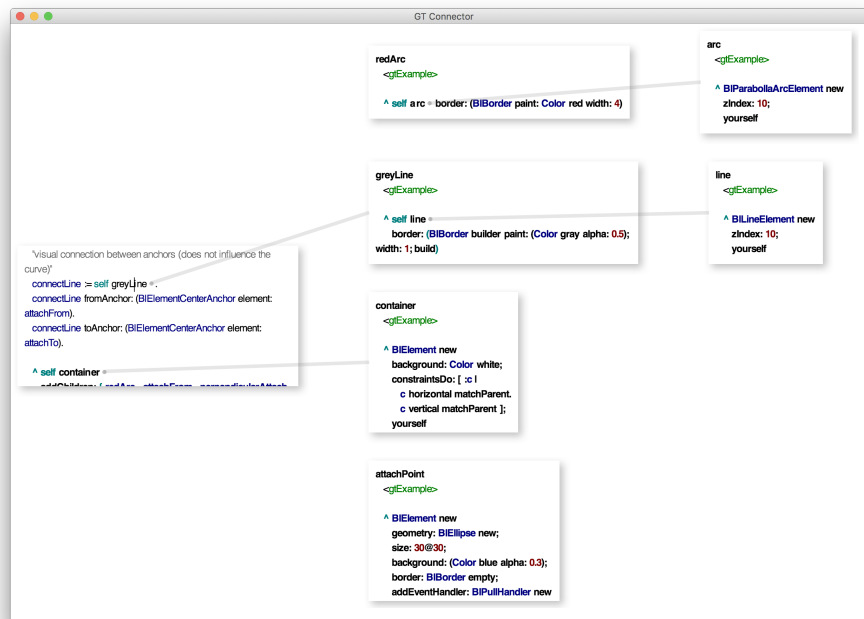 GT Connector
redArc
<gtExample>
^ self arc border: (BlBorder paint: Color red width: 4)
arc
<gtExample>
^ BlParabollaArcElement new
zIndex: 10;
yourself
greyLine
<gtExample>
^ self line
border: (BlBorder builder paint: (Color gray alpha: 0.5);
width: 1; build)
line
<gtExample>
^ BlLineElement new
zIndex: 10;
yourself
"visual connection between anchors (does not influence the
curve)"
connectLine := self greyLine .
connectLine fromAnchor: (BlElementCenterAnchor element:
attachFrom).
connectLine toAnchor: (BlElementCenterAnchor element:
attachTo).
^ self container
addChildren: { redArc . attachFrom . perpendicularAttach
container
<gtExample>
^ BlElement new
background: Color white;
constraintsDo: [ :c |
c horizontal matchParent.
c vertical matchParent ];
yourself
attachPoint
<gtExample>
^ BlElement new
geometry: BlEllipse new;
size: 30@30;
background: (Color blue alpha: 0.3);
border: BlBorder empty;
addEventHandler: BlPullHandler new